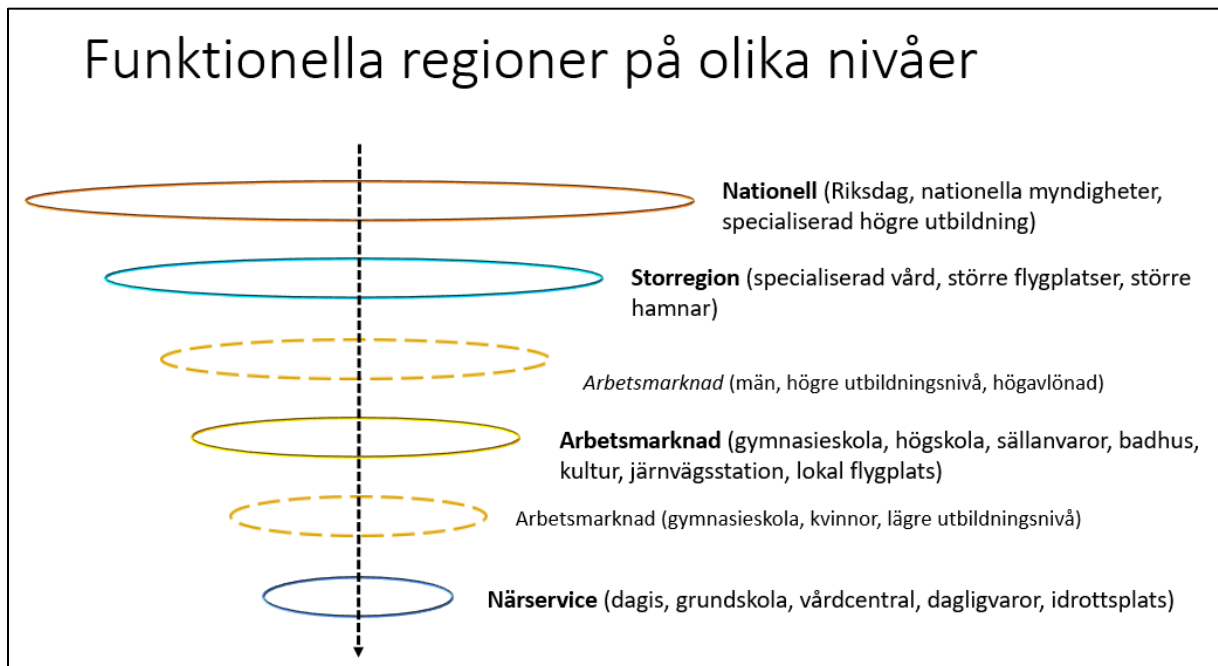 Funktionella regioner på olika nivåer
Nationell (Riksdag, nationella myndigheter,
specialiserad högre utbildning)
Storregion (specialiserad vård, större flygplatser, större
hamnar)
Arbetsmarknad (män, högre utbildningsnivå, högavlönad)
Arbetsmarknad (gymnasieskola, högskola, sällanvaror, badhus,
kultur, järnvägsstation, lokal flygplats)
Arbetsmarknad (gymnasieskola, kvinnor, lägre utbildningsnivå)
Närservice (dagis, grundskola, vårdcentral, dagligvaror, idrottsplats)